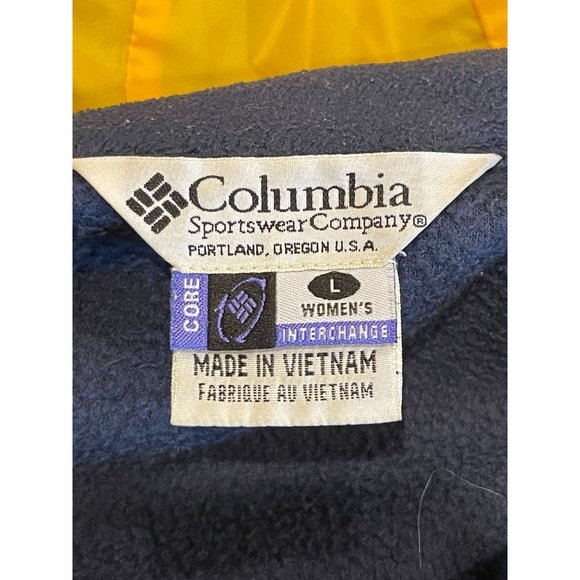 Columbia
Sportswear Company®
PORTLAND, OREGON U.S.A.
CORE
L
WOMEN'S
INTERCHANGE
MADE IN VIETNAM
FABRIQUE AU VIETNAM